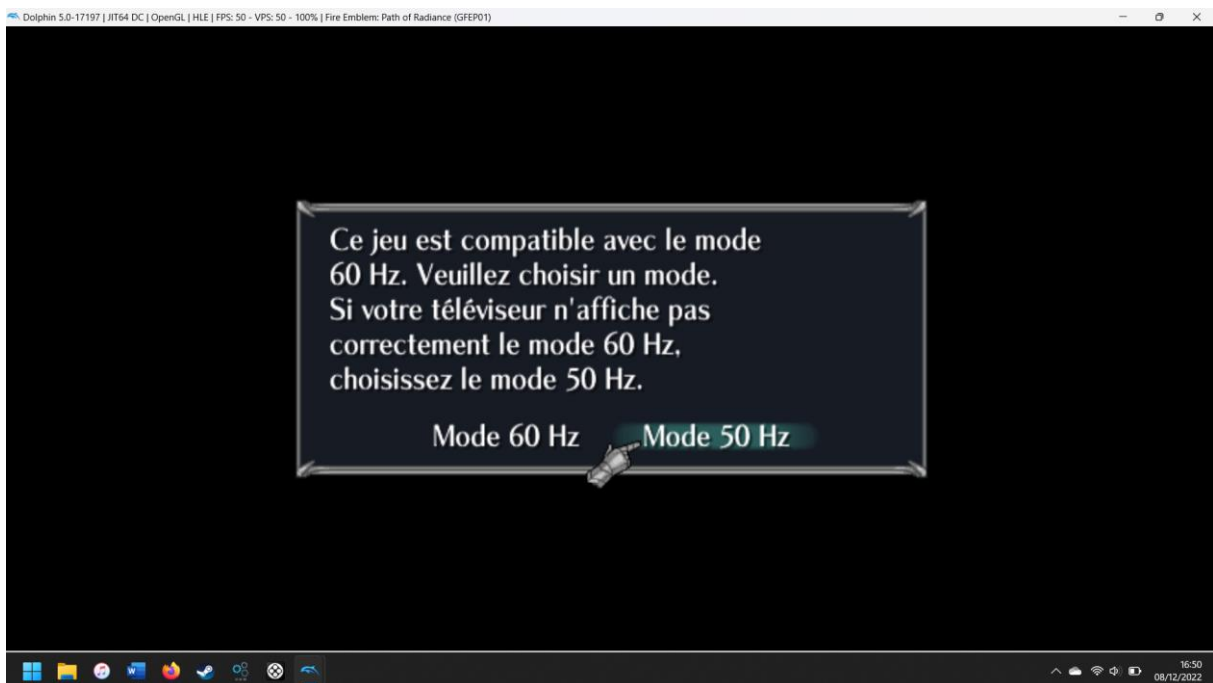 Dolphin 5.0-17197 | JIT64 DC | OpenGL | HLE | FPS: 50 - VPS: 50 - 100% | Fire Emblem: Path of Radiance (GFEP01)
Ce jeu est compatible avec le mode
60 Hz. Veuillez choisir un mode.
Si votre téléviseur n'affiche pas
correctement le mode 60 Hz,
choisissez le mode 50 Hz.
Mode 60 Hz Mode 50 Hz
16:50
08/12/2022